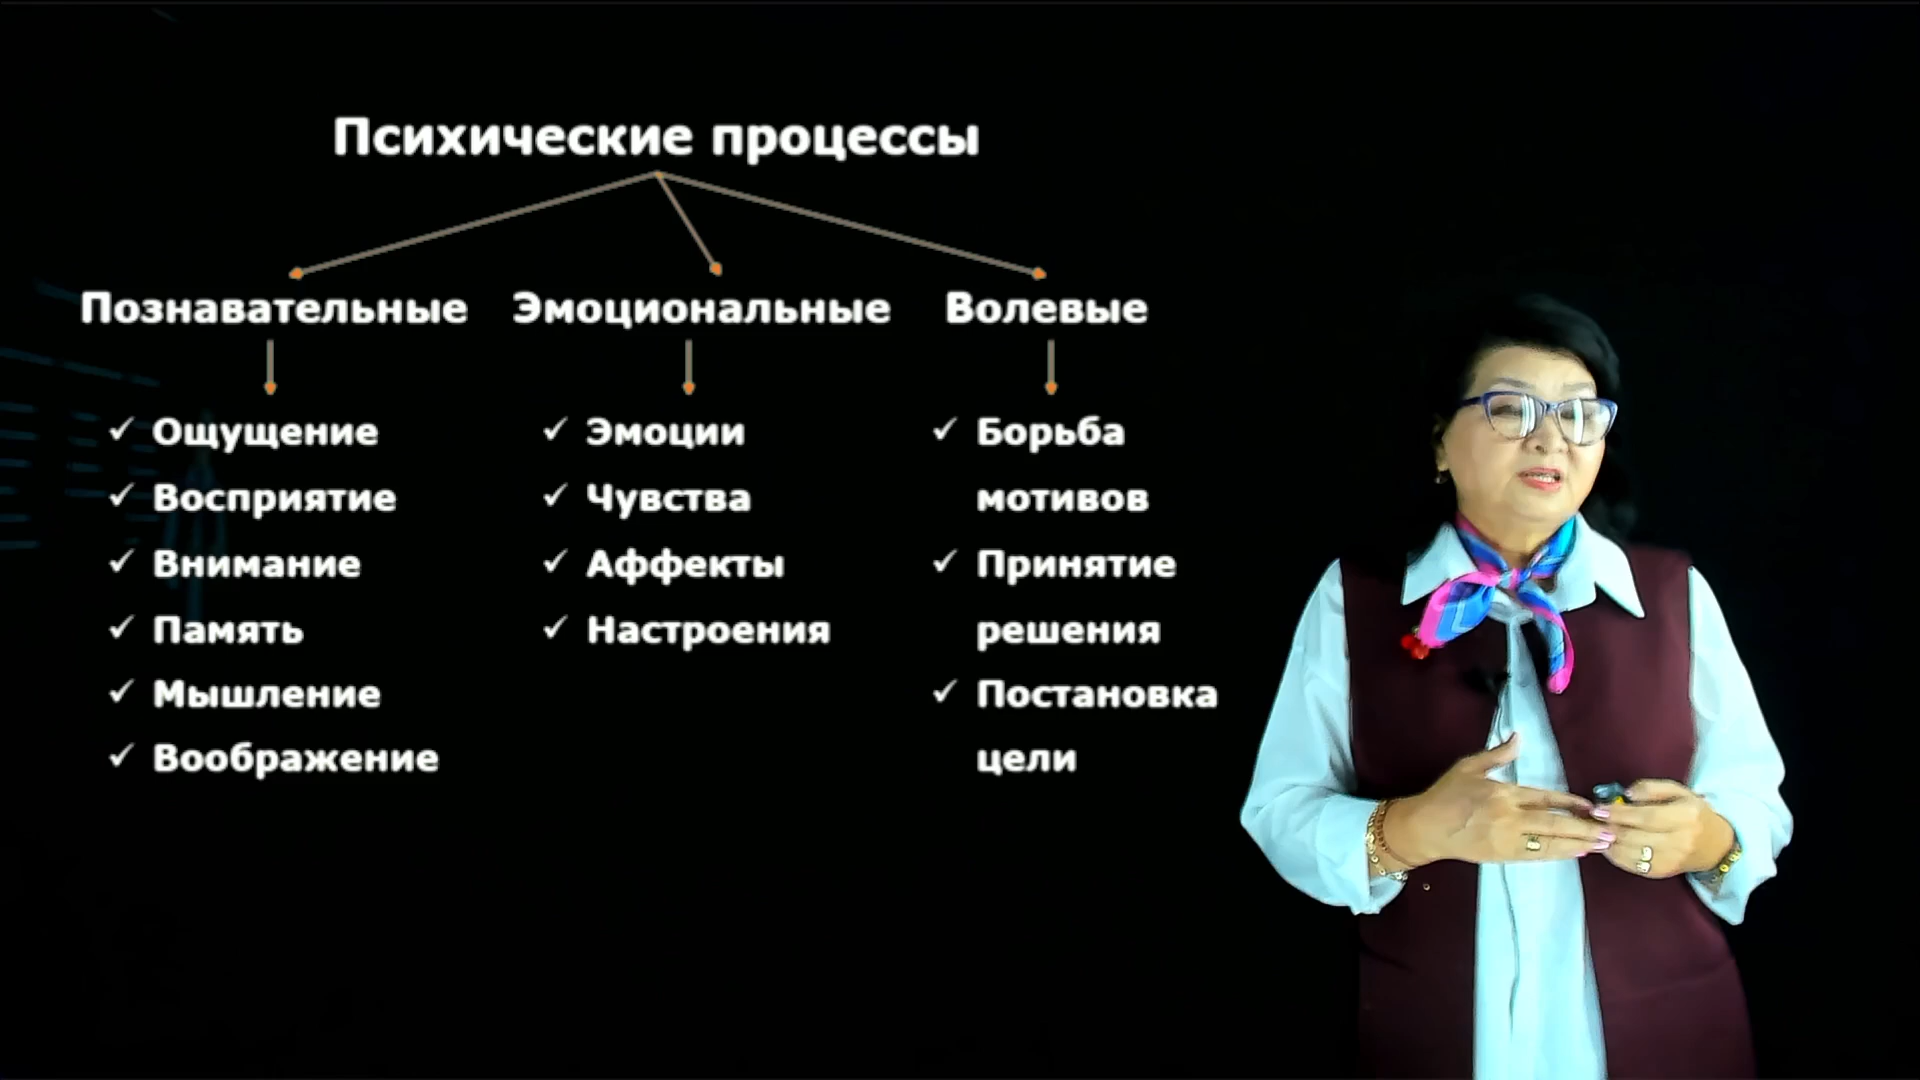 Психические процессы
Познавательные
Эмоциональные
Волевые
✓ Ощущение
✓ Восприятие
✓ Внимание
✓ Память
✓ Мышление
✓ Воображение
✓ Эмоции
✓ Чувства
✓ Аффекты
✓ Настроения
✓ Борьба
мотивов
✓ Принятие
решения
✓ Постановка
цели